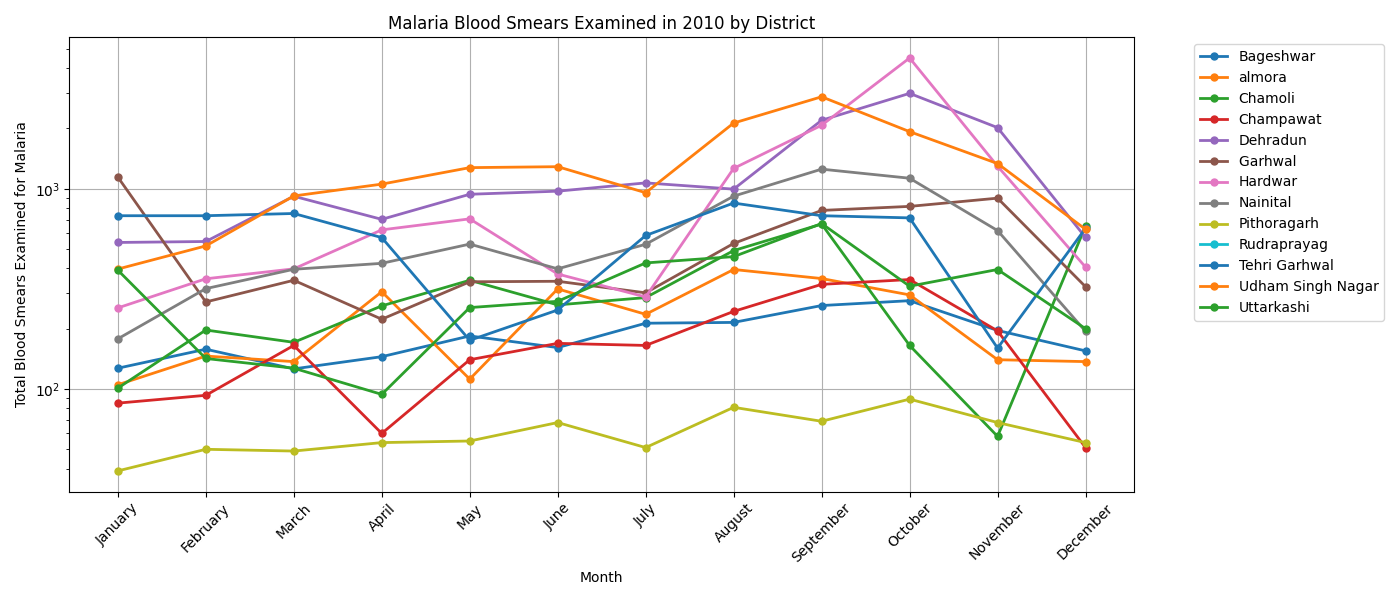 Malaria Blood Smears Examined in 2010 by District
Total Blood Smears Examined for Malaria
10³
10²
January
February
March
April
May
June
July
August
September
October
November
December
Month
Bageshwar
almora
Chamoli
Champawat
Dehradun
Garhwal
Hardwar
Nainital
Pithoragarh
Rudraprayag
Tehri Garhwal
Udham Singh Nagar
Uttarkashi